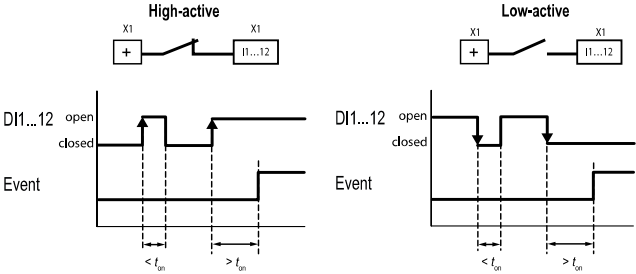 High-active
X1 X1
+ I1...12
DI1...12 open
closed
Event
< ton > ton
Low-active
X1 X1
+ I1...12
DI1...12 open
closed
Event
< ton > ton